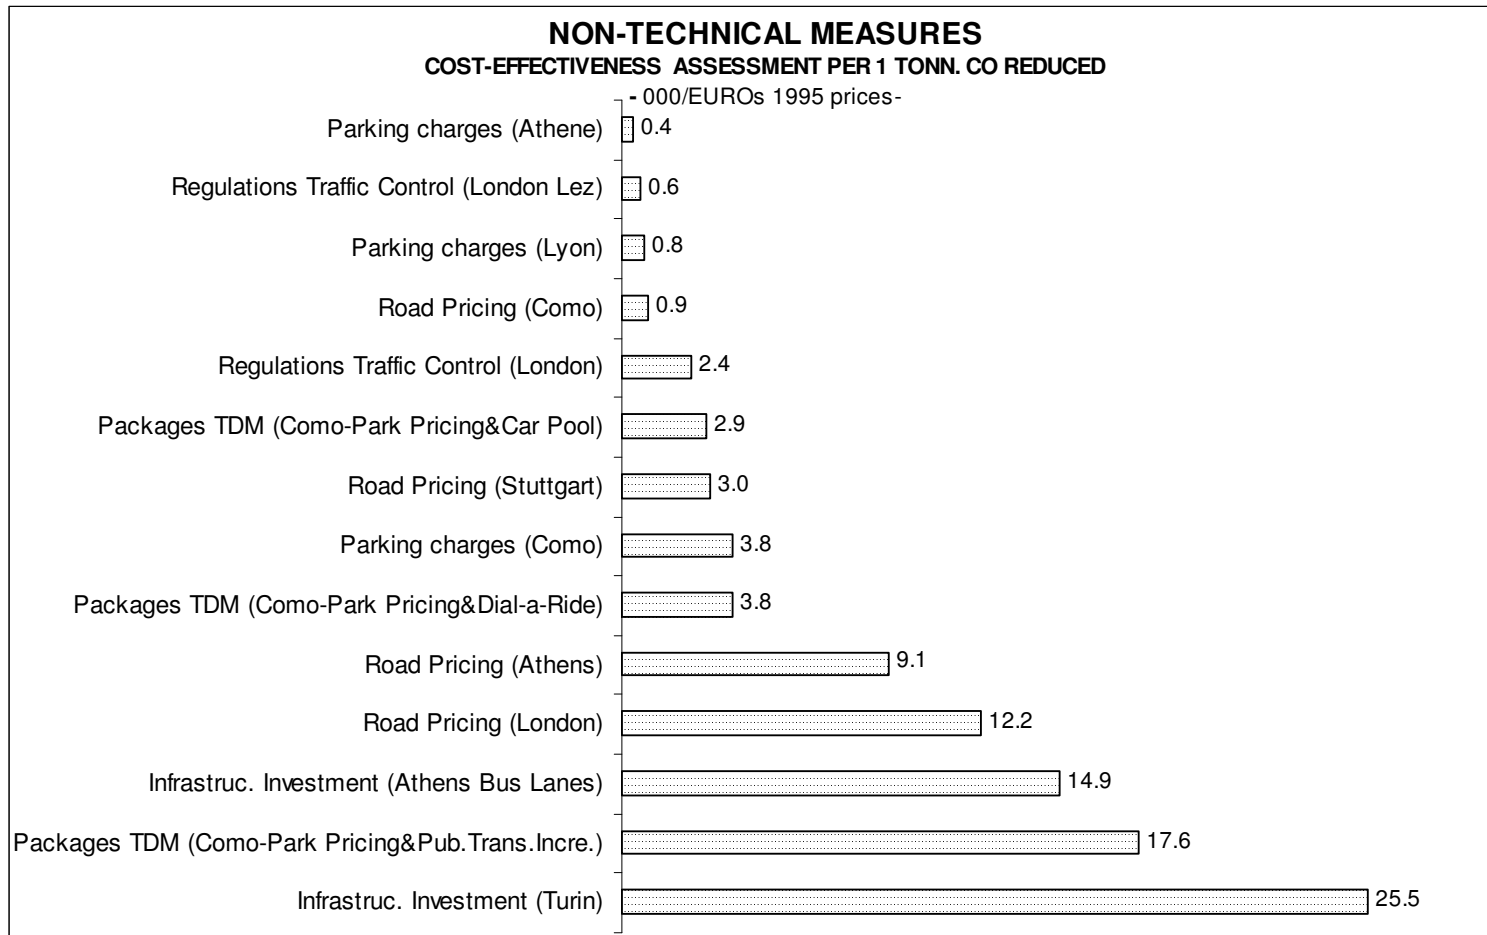 NON-TECHNICAL MEASURES
COST-EFFECTIVENESS ASSESSMENT PER 1 TONN. CO REDUCED
- 000/EUROs 1995 prices-
Parking charges (Athene) 0.4
Regulations Traffic Control (London Lez) 0.6
Parking charges (Lyon) 0.8
Road Pricing (Como) 0.9
Regulations Traffic Control (London) 2.4
Packages TDM (Como-Park Pricing&Car Pool) 2.9
Road Pricing (Stuttgart) 3.0
Parking charges (Como) 3.8
Packages TDM (Como-Park Pricing&Dial-a-Ride) 3.8
Road Pricing (Athens) 9.1
Road Pricing (London) 12.2
Infrastruc. Investment (Athens Bus Lanes) 14.9
Packages TDM (Como-Park Pricing&Pub.Trans.Incre.) 17.6
Infrastruc. Investment (Turin) 25.5